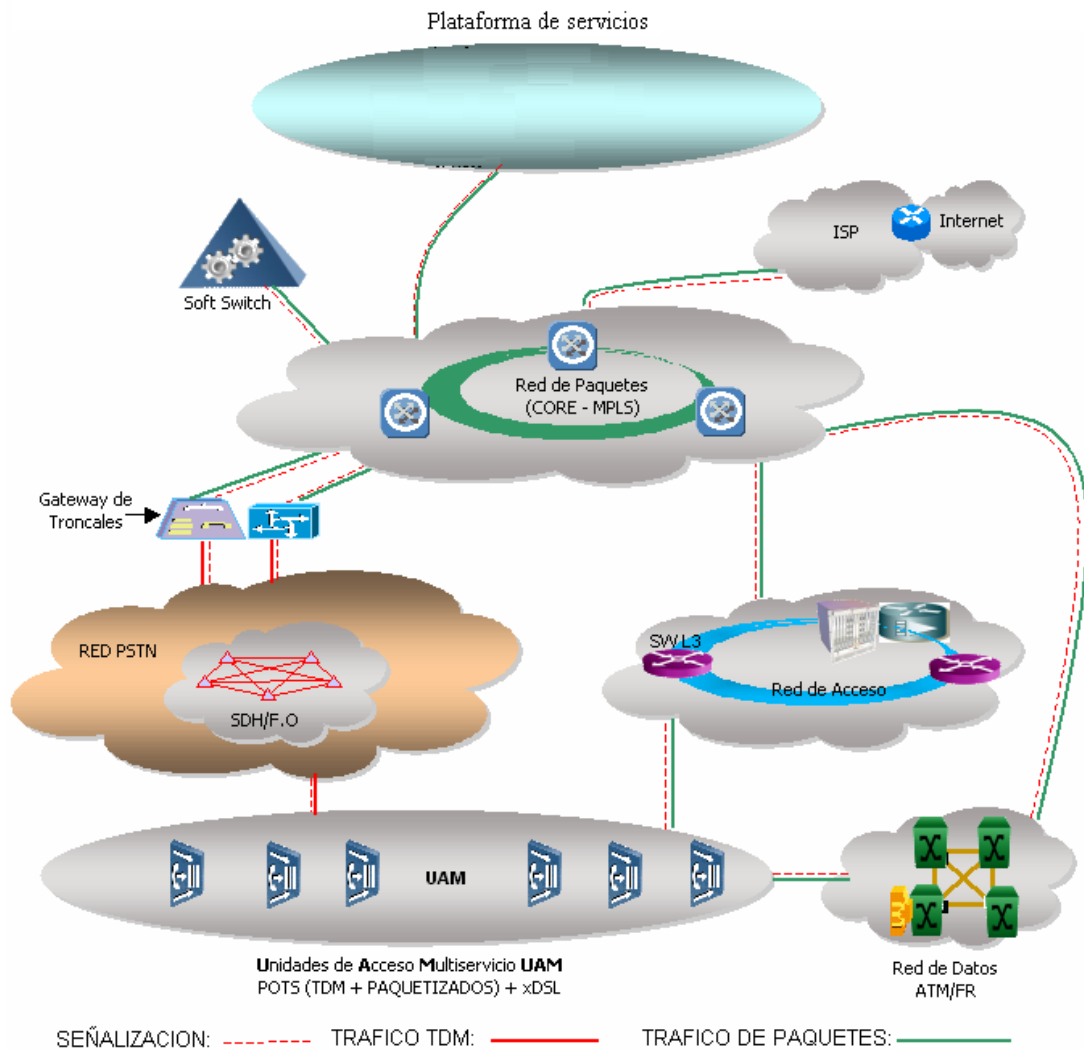 Plataforma de servicios
ISP
Internet
Soft Switch
Red de Paquetes
(CORE - MPLS)
Gateway de
Troncales
RED PSTN
SDH/F.O
SW L3
Red de Acceso
UAM
Unidades de Acceso Multiservicio UAM
POTS (TDM + PAQUETIZADOS) + xDSL
Red de Datos
ATM/FR
SEÑALIZACION:
TRAFICO TDM:
TRAFICO DE PAQUETES: